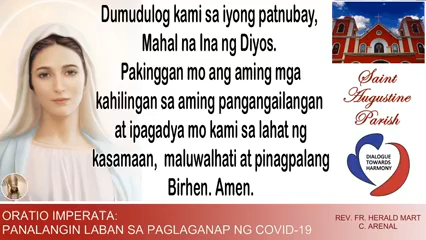 Dumudulog kami sa iyong patnubay,
Mahal na Ina ng Diyos.
Pakinggan mo ang aming mga
kahilingan sa aming pangangailangan
at ipagadya mo kami sa lahat ng
kasamaan, maluwalhati at pinagpalang
Birhen. Amen.
Saint
Augustine
Parish
DIALOGUE
TOWARDS
HARMONY
ORATIO IMPERATA:
PANALANGIN LABAN SA PAGLAGANAP NG COVID-19
REV. FR. HERALD MART
C. ARENAL